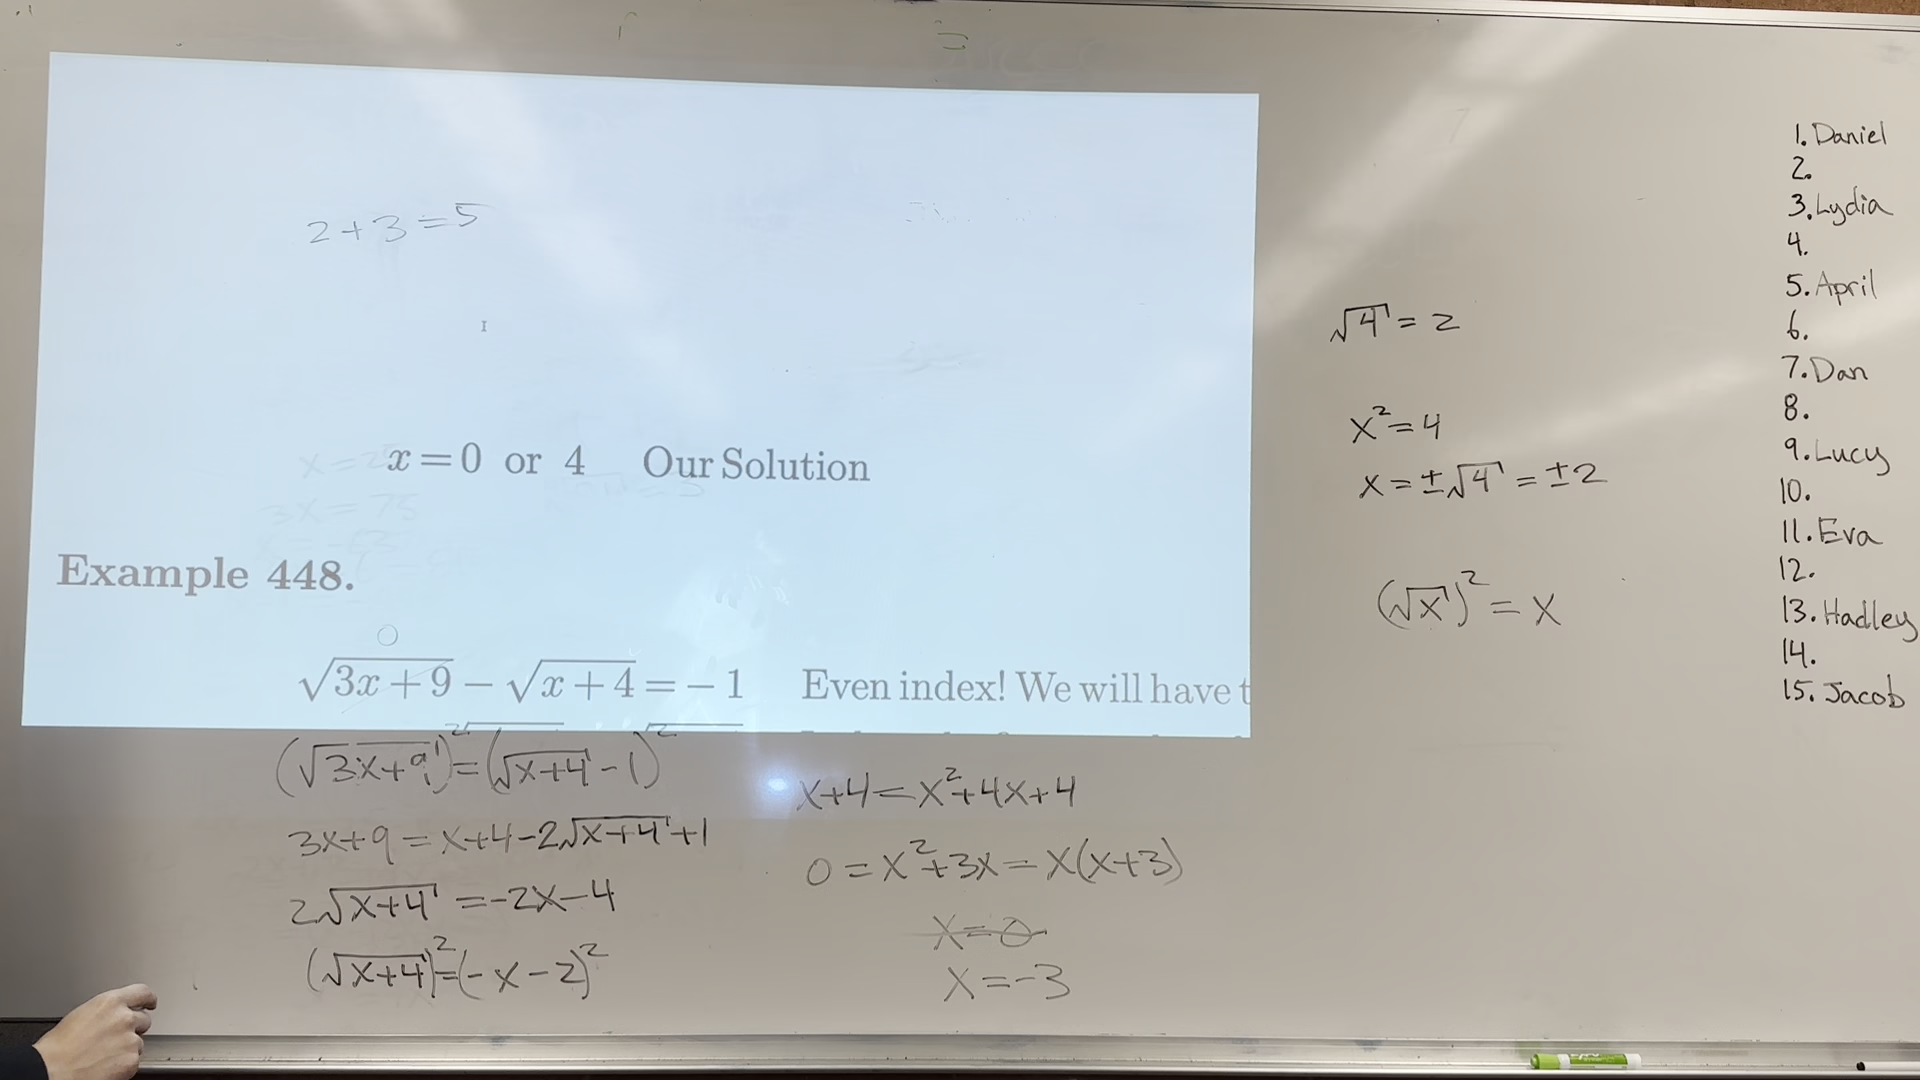 2+3=5
x=0 or 4 Our Solution
Example 448.
0
√(3x+9) − √(x+4) = −1 Even index! We will have t
(√(3x+9))²=(√(x+4)-1)²
3x+9=x+4-2√(x+4)+1
2√(x+4)=-2x-4
(√(x+4))²=(-x-2)²
x+4=x²+4x+4
0=x²+3x=x(x+3)
x=0
x=-3
√4=2
x²=4
x=±√4=±2
(√x)²=x
1. Daniel
2.
3. Lydia
4.
5. April
6.
7. Dan
8.
9. Lucy
10.
11. Eva
12.
13. Hadley
14.
15. Jacob